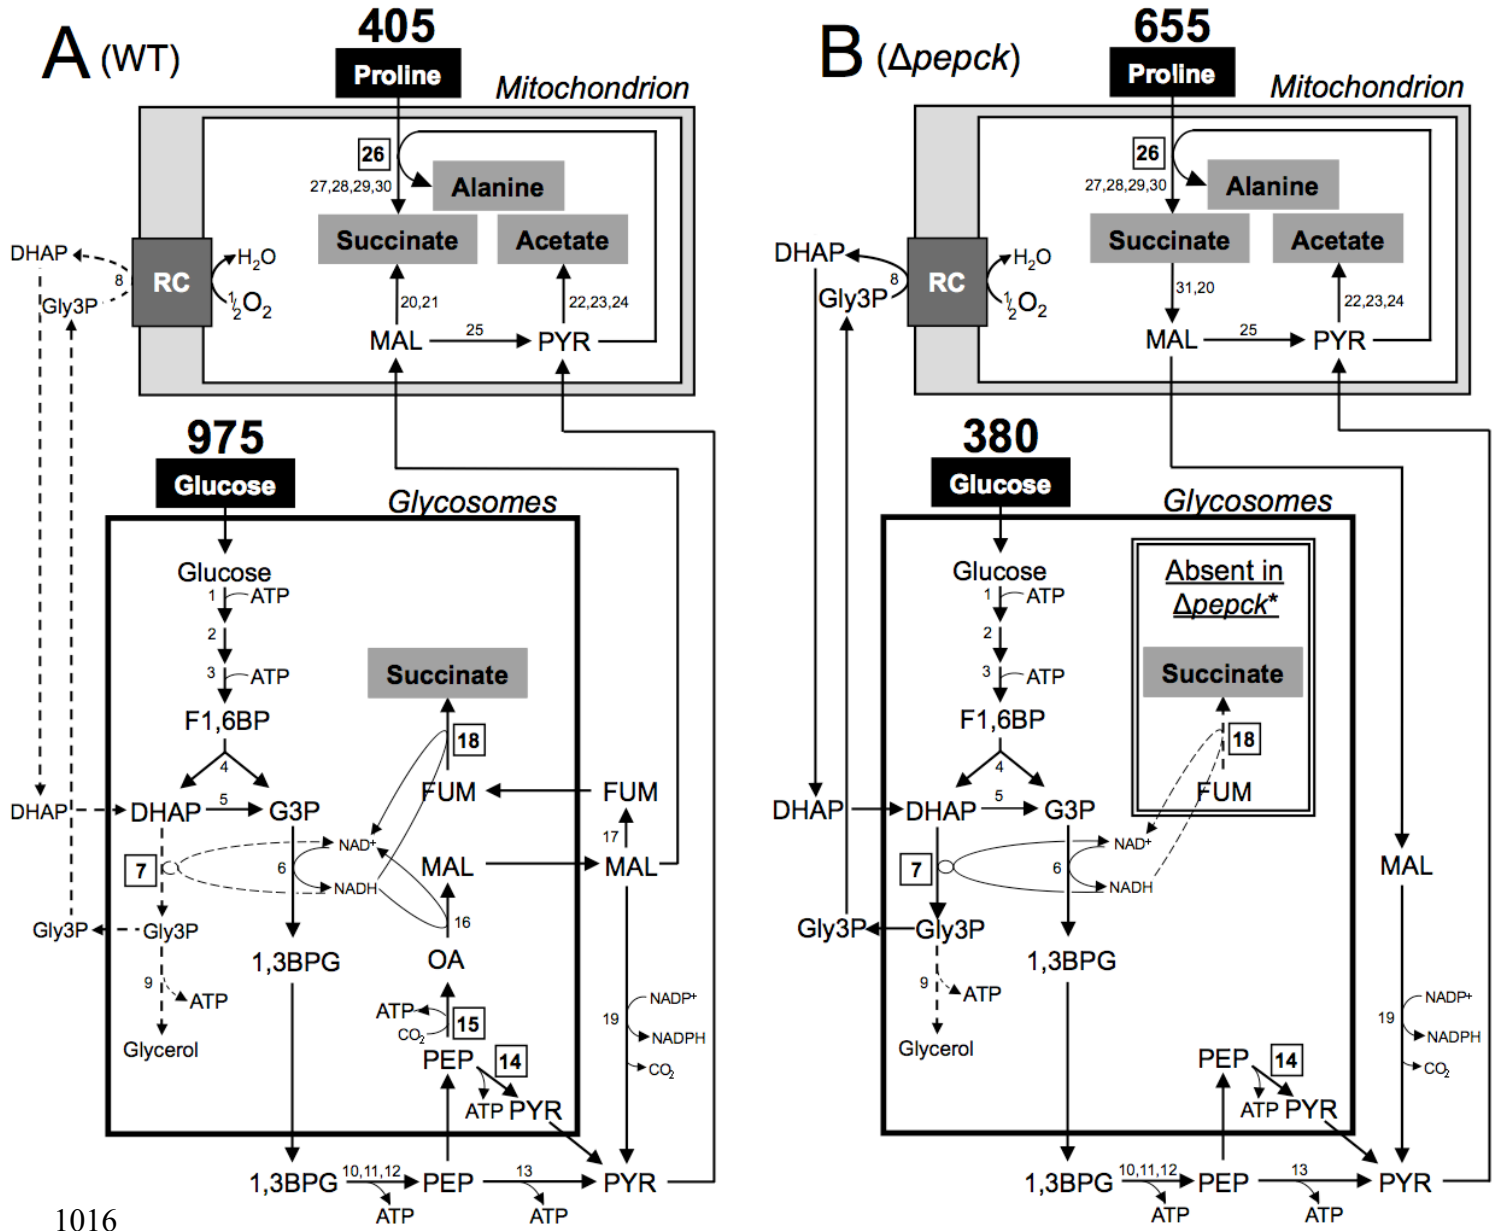 A (WT)
405
Proline
Mitochondrion
26
27,28,29,30
Alanine
Succinate
Acetate
DHAP
8
Gly3P
RC
H2O
½O2
20,21
22,23,24
MAL
25
PYR
975
Glucose
Glycosomes
Glucose
1
ATP
2
3
ATP
F1,6BP
4
Succinate
18
DHAP
DHAP
5
G3P
FUM
FUM
17
7
6
NAD+
NADH
MAL
MAL
16
Gly3P
Gly3P
1,3BPG
OA
9
ATP
Glycerol
ATP
CO2
15
PEP
14
ATP
PYR
19
NADP+
NADPH
CO2
1,3BPG
10,11,12
ATP
PEP
13
ATP
PYR
B (Δpepck)
655
Proline
Mitochondrion
26
27,28,29,30
Alanine
Succinate
Acetate
DHAP
8
Gly3P
RC
H2O
½O2
31,20
22,23,24
MAL
25
PYR
380
Glucose
Glycosomes
Glucose
1
ATP
2
3
ATP
F1,6BP
4
Absent in
Δpepck*
Succinate
18
FUM
DHAP
DHAP
5
G3P
7
6
NAD+
NADH
MAL
Gly3P
Gly3P
1,3BPG
9
ATP
Glycerol
PEP
14
ATP
PYR
19
NADP+
NADPH
CO2
1,3BPG
10,11,12
ATP
PEP
13
ATP
PYR
1016